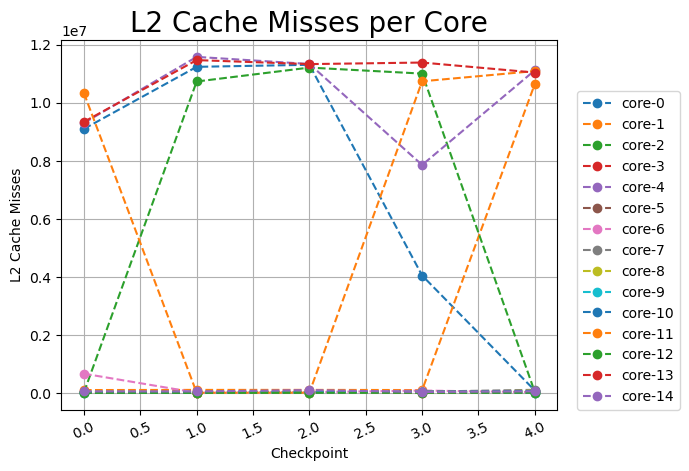 L2 Cache Misses per Core
1e7
1.2
1.0
0.8
0.6
0.4
0.2
0.0
L2 Cache Misses
0.0 0.5 1.0 1.5 2.0 2.5 3.0 3.5 4.0
Checkpoint
core-0
core-1
core-2
core-3
core-4
core-5
core-6
core-7
core-8
core-9
core-10
core-11
core-12
core-13
core-14